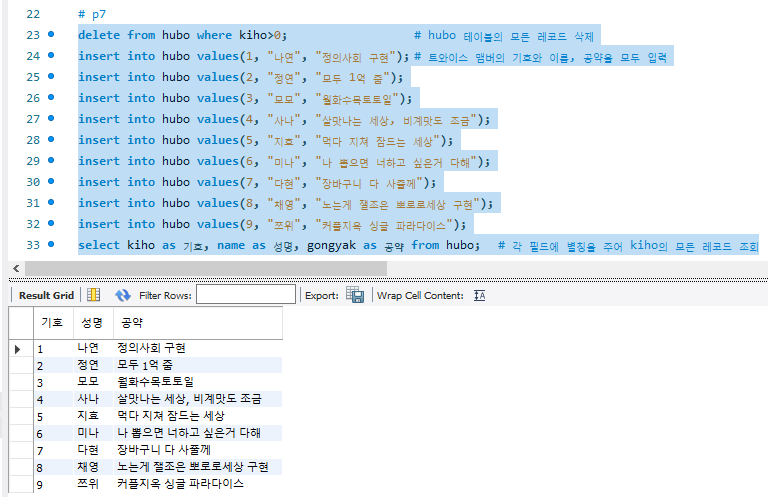 22 # p7
23 delete from hubo where kiho>0; # hubo 테이블의 모든 레코드 삭제
24 insert into hubo values(1, "나연", "정의사회 구현"); # 트와이스 맴버의 기호와 이름, 공약을 모두 입력
25 insert into hubo values(2, "정연", "모두 1억 줌");
26 insert into hubo values(3, "모모", "월화수목토토일");
27 insert into hubo values(4, "사나", "살맛나는 세상, 비계맛도 조금");
28 insert into hubo values(5, "지효", "먹다 지쳐 잠드는 세상");
29 insert into hubo values(6, "미나", "나 뽑으면 너하고 싶은거 다해");
30 insert into hubo values(7, "다현", "장바구니 다 사줄께");
31 insert into hubo values(8, "채영", "노는게 잴조은 뽀로로세상 구현");
32 insert into hubo values(9, "쯔위", "커플지옥 싱글 파라다이스");
33 select kiho as 기호, name as 성명, gongyak as 공약 from hubo; # 각 필드에 별칭을 주어 kiho의 모든 레코드 조회
Result Grid Filter Rows: Export: Wrap Cell Content:
기호 성명 공약
1 나연 정의사회 구현
2 정연 모두 1억 줌
3 모모 월화수목토토일
4 사나 살맛나는 세상, 비계맛도 조금
5 지효 먹다 지쳐 잠드는 세상
6 미나 나 뽑으면 너하고 싶은거 다해
7 다현 장바구니 다 사줄께
8 채영 노는게 잴조은 뽀로로세상 구현
9 쯔위 커플지옥 싱글 파라다이스